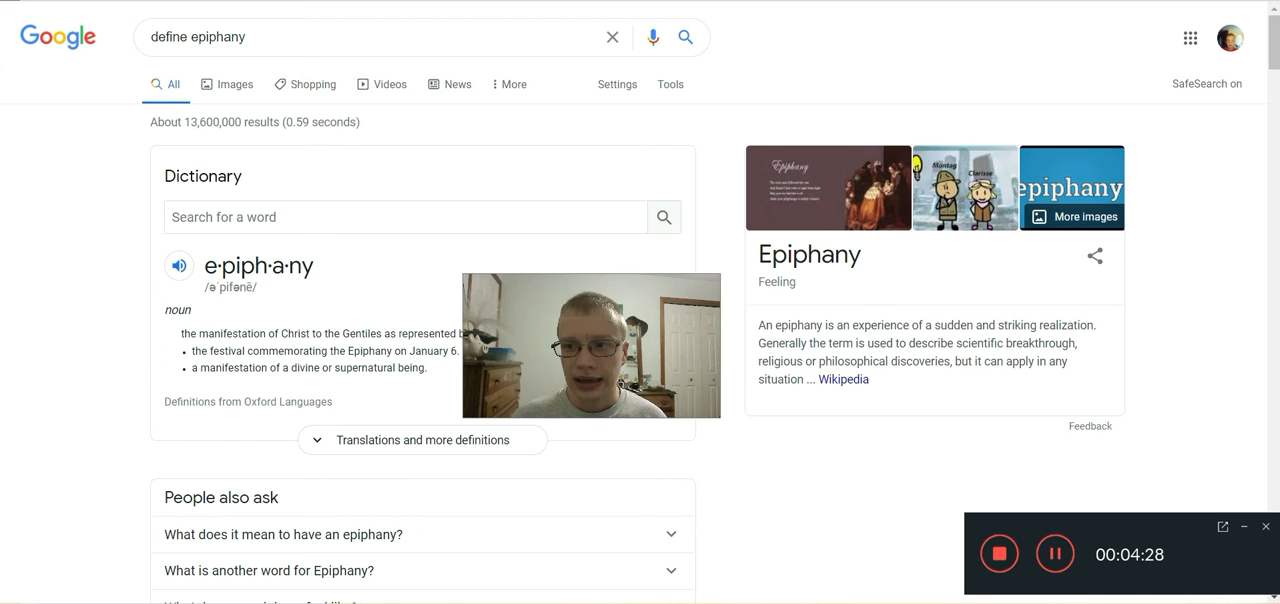 Google
define epiphany
All
Images
Shopping
Videos
News
More
Settings
Tools
SafeSearch on
About 13,600,000 results (0.59 seconds)
Dictionary
Search for a word
e·piph·a·ny
/əˈpifənē/
noun
the manifestation of Christ to the Gentiles as represented
• the festival commemorating the Epiphany on January 6.
• a manifestation of a divine or supernatural being.
Definitions from Oxford Languages
Translations and more definitions
People also ask
What does it mean to have an epiphany?
What is another word for Epiphany?
Epiphany
Montag
Clarisse
epiphany
More images
Epiphany
Feeling
An epiphany is an experience of a sudden and striking realization.
Generally the term is used to describe scientific breakthrough,
religious or philosophical discoveries, but it can apply in any
situation ... Wikipedia
Feedback
00:04:28